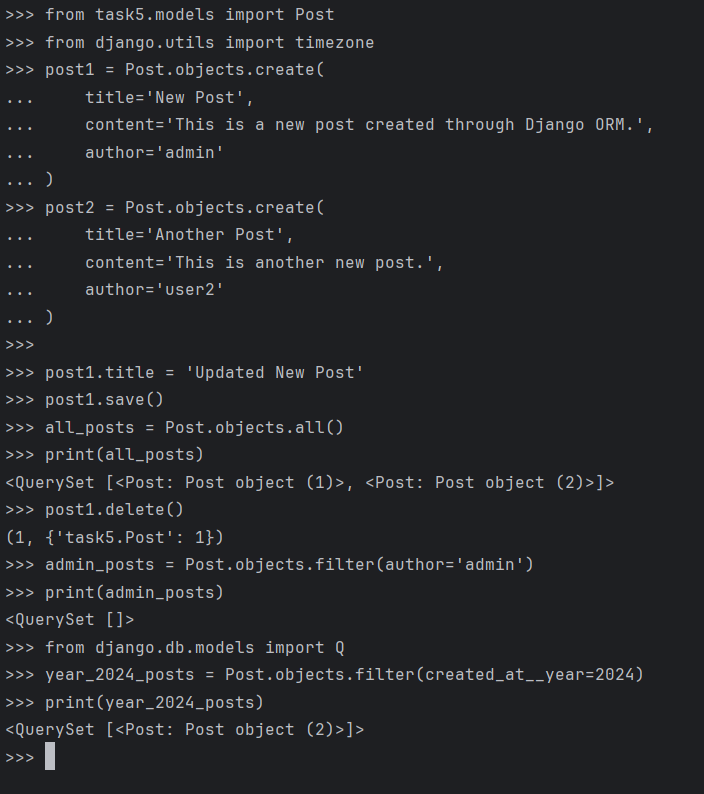 >>> from task5.models import Post
>>> from django.utils import timezone
>>> post1 = Post.objects.create(
...     title='New Post',
...     content='This is a new post created through Django ORM.',
...     author='admin'
... )
>>> post2 = Post.objects.create(
...     title='Another Post',
...     content='This is another new post.',
...     author='user2'
... )
>>>
>>> post1.title = 'Updated New Post'
>>> post1.save()
>>> all_posts = Post.objects.all()
>>> print(all_posts)
<QuerySet [<Post: Post object (1)>, <Post: Post object (2)>]>
>>> post1.delete()
(1, {'task5.Post': 1})
>>> admin_posts = Post.objects.filter(author='admin')
>>> print(admin_posts)
<QuerySet []>
>>> from django.db.models import Q
>>> year_2024_posts = Post.objects.filter(created_at__year=2024)
>>> print(year_2024_posts)
<QuerySet [<Post: Post object (2)>]>
>>>